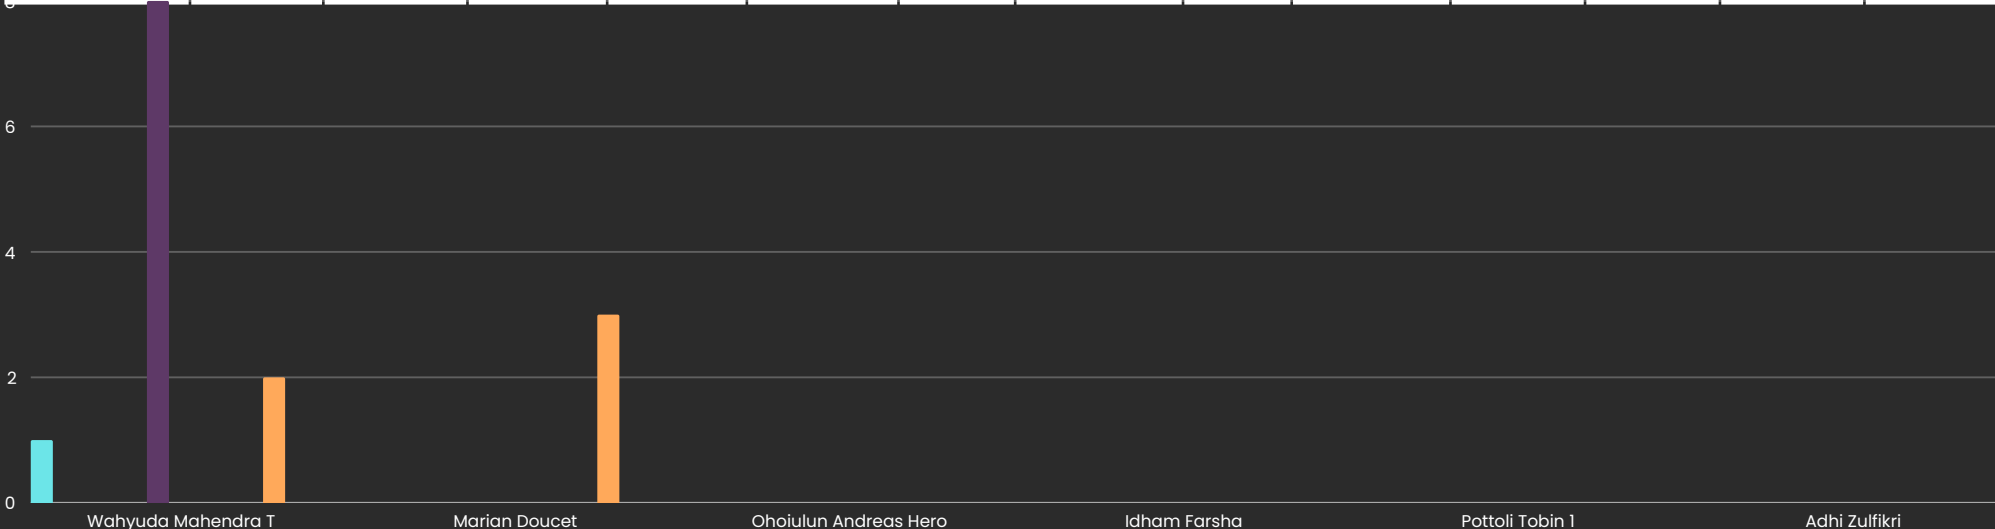 6
4
2
0
Wahyuda Mahendra T
Marian Doucet
Ohoiulun Andreas Hero
Idham Farsha
Pottoli Tobin 1
Adhi Zulfikri